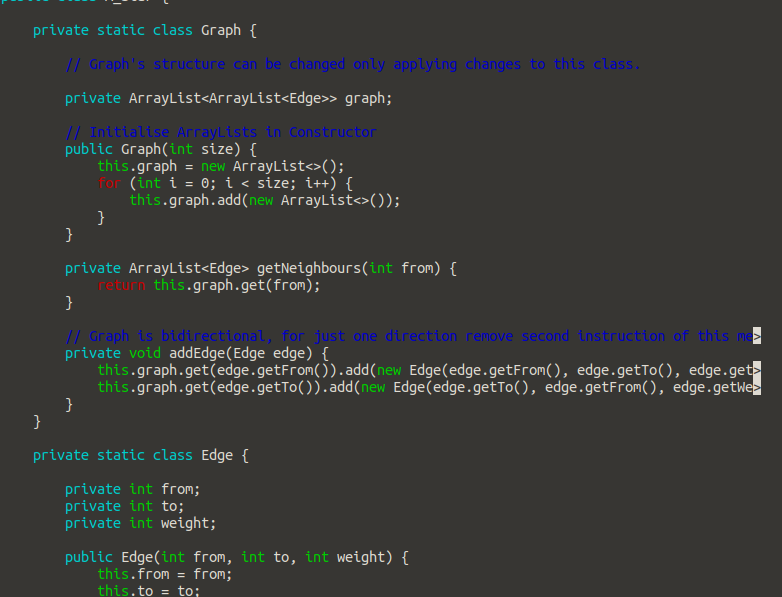 private static class Graph {
// Graph's structure can be changed only applying changes to this class.
private ArrayList<ArrayList<Edge>> graph;
// Initialise ArrayLists in Constructor
public Graph(int size) {
this.graph = new ArrayList<>();
for (int i = 0; i < size; i++) {
this.graph.add(new ArrayList<>());
}
}
private ArrayList<Edge> getNeighbours(int from) {
return this.graph.get(from);
}
// Graph is bidirectional, for just one direction remove second instruction of this me>
private void addEdge(Edge edge) {
this.graph.get(edge.getFrom()).add(new Edge(edge.getFrom(), edge.getTo(), edge.get>
this.graph.get(edge.getTo()).add(new Edge(edge.getTo(), edge.getFrom(), edge.getWe>
}
}
private static class Edge {
private int from;
private int to;
private int weight;
public Edge(int from, int to, int weight) {
this.from = from;
this.to = to;